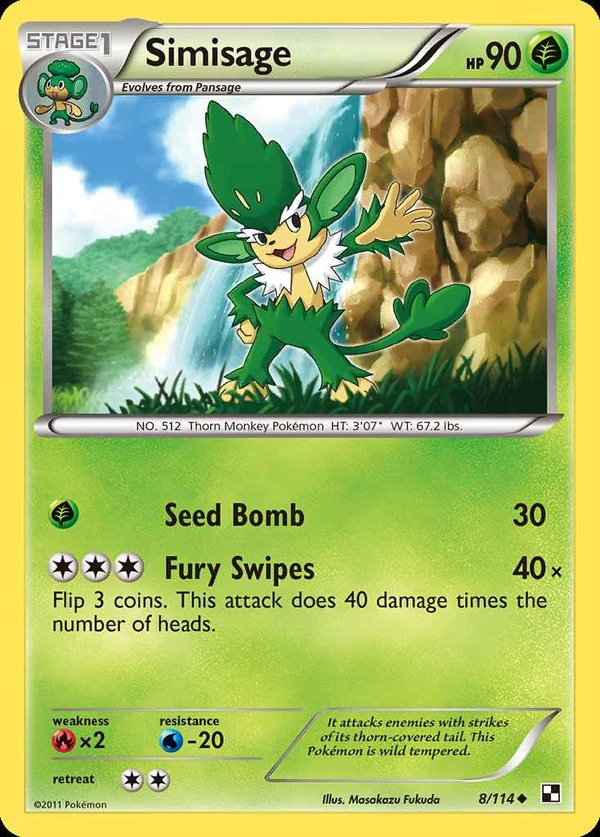 STAGE1
Simisage
HP 90
Evolves from Pansage
NO. 512 Thorn Monkey Pokémon HT: 3'07" WT: 67.2 lbs.
Seed Bomb 30
Fury Swipes 40×
Flip 3 coins. This attack does 40 damage times the
number of heads.
weakness
×2
resistance
-20
It attacks enemies with strikes
of its thorn-covered tail. This
Pokémon is wild tempered.
retreat
©2011 Pokémon
Illus. Masakazu Fukuda
8/114